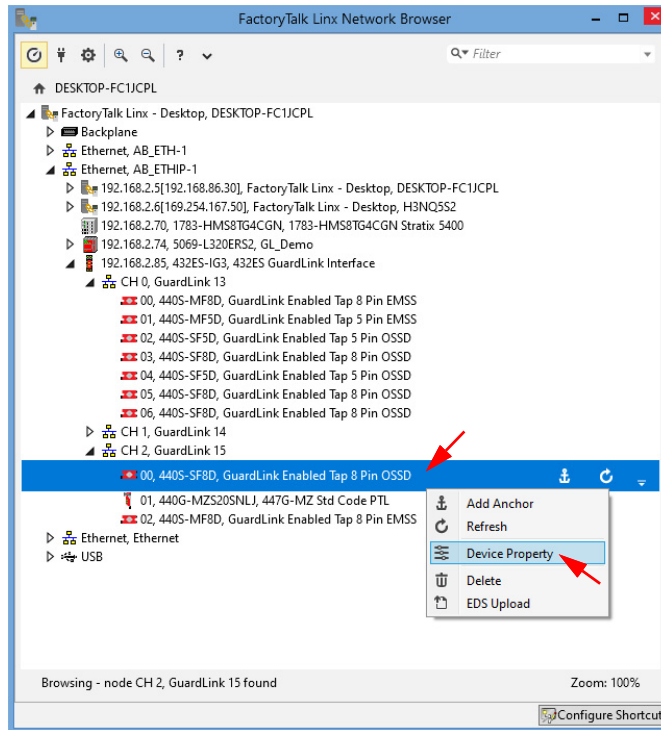 FactoryTalk Linx Network Browser
? Filter
DESKTOP-FC1JCPL
FactoryTalk Linx - Desktop, DESKTOP-FC1JCPL
Backplane
Ethernet, AB_ETH-1
Ethernet, AB_ETHIP-1
192.168.2.5[192.168.86.30], FactoryTalk Linx - Desktop, DESKTOP-FC1JCPL
192.168.2.6[169.254.167.50], FactoryTalk Linx - Desktop, H3NQ5S2
192.168.2.70, 1783-HMS8TG4CGN, 1783-HMS8TG4CGN Stratix 5400
192.168.2.74, 5069-L320ERS2, GL_Demo
192.168.2.85, 432ES-IG3, 432ES GuardLink Interface
CH 0, GuardLink 13
00, 440S-MF8D, GuardLink Enabled Tap 8 Pin EMSS
01, 440S-MF5D, GuardLink Enabled Tap 5 Pin EMSS
02, 440S-SF5D, GuardLink Enabled Tap 5 Pin OSSD
03, 440S-SF8D, GuardLink Enabled Tap 8 Pin OSSD
04, 440S-SF5D, GuardLink Enabled Tap 5 Pin OSSD
05, 440S-SF8D, GuardLink Enabled Tap 8 Pin OSSD
06, 440S-SF8D, GuardLink Enabled Tap 8 Pin OSSD
CH 1, GuardLink 14
CH 2, GuardLink 15
00, 440S-SF8D, GuardLink Enabled Tap 8 Pin OSSD
01, 440G-MZS20SNLJ, 447G-MZ Std Code PTL
02, 440S-MF8D, GuardLink Enabled Tap 8 Pin EMSS
Add Anchor
Refresh
Device Property
Delete
EDS Upload
Ethernet, Ethernet
USB
Browsing - node CH 2, GuardLink 15 found
Zoom: 100%
Configure Shortcut